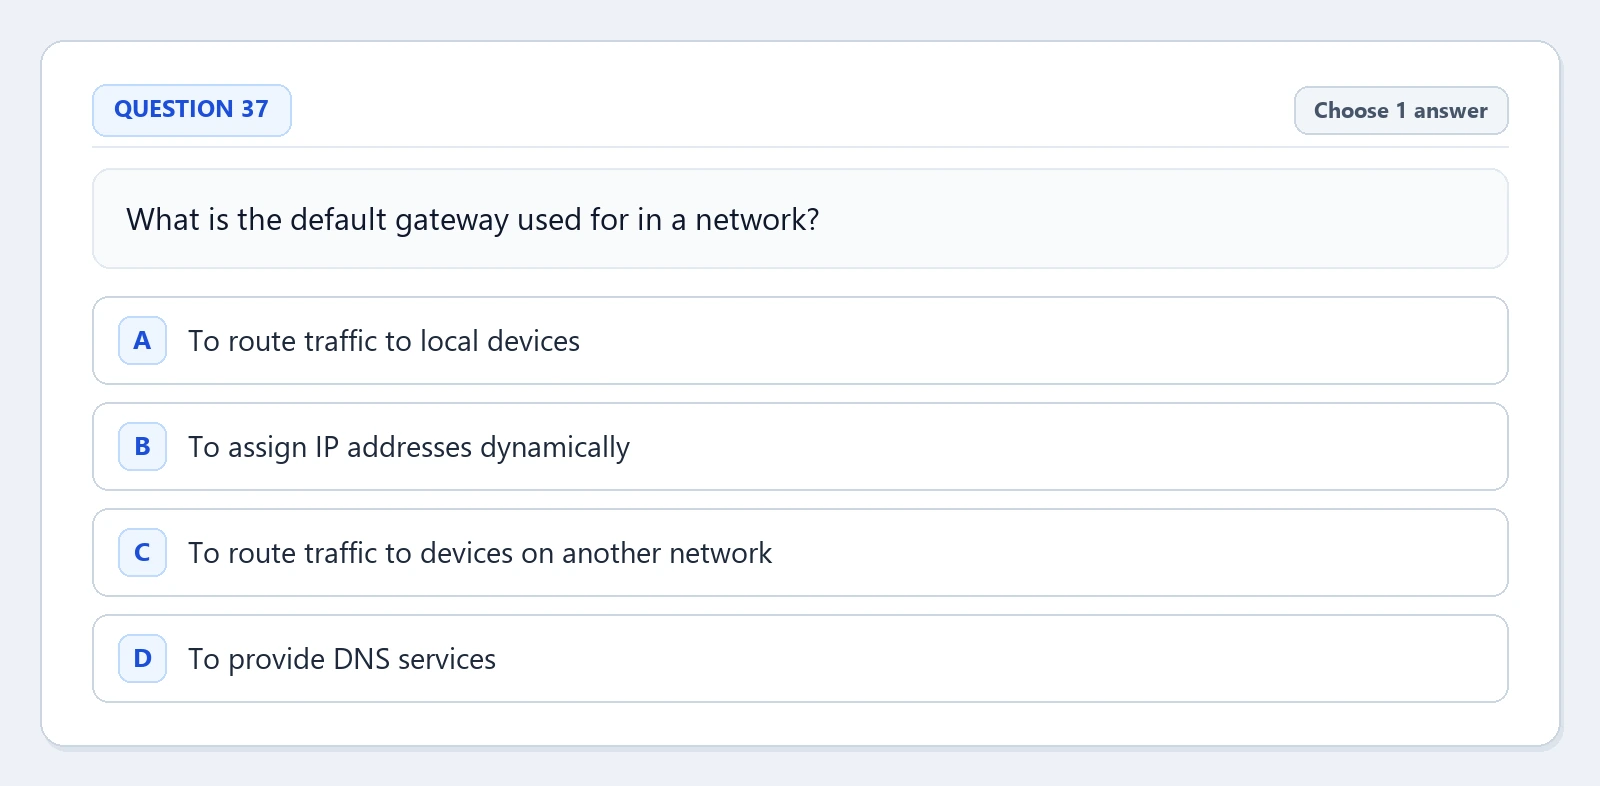 QUESTION 37
Choose 1 answer
What is the default gateway used for in a network?
A To route traffic to local devices
B To assign IP addresses dynamically
C To route traffic to devices on another network
D To provide DNS services